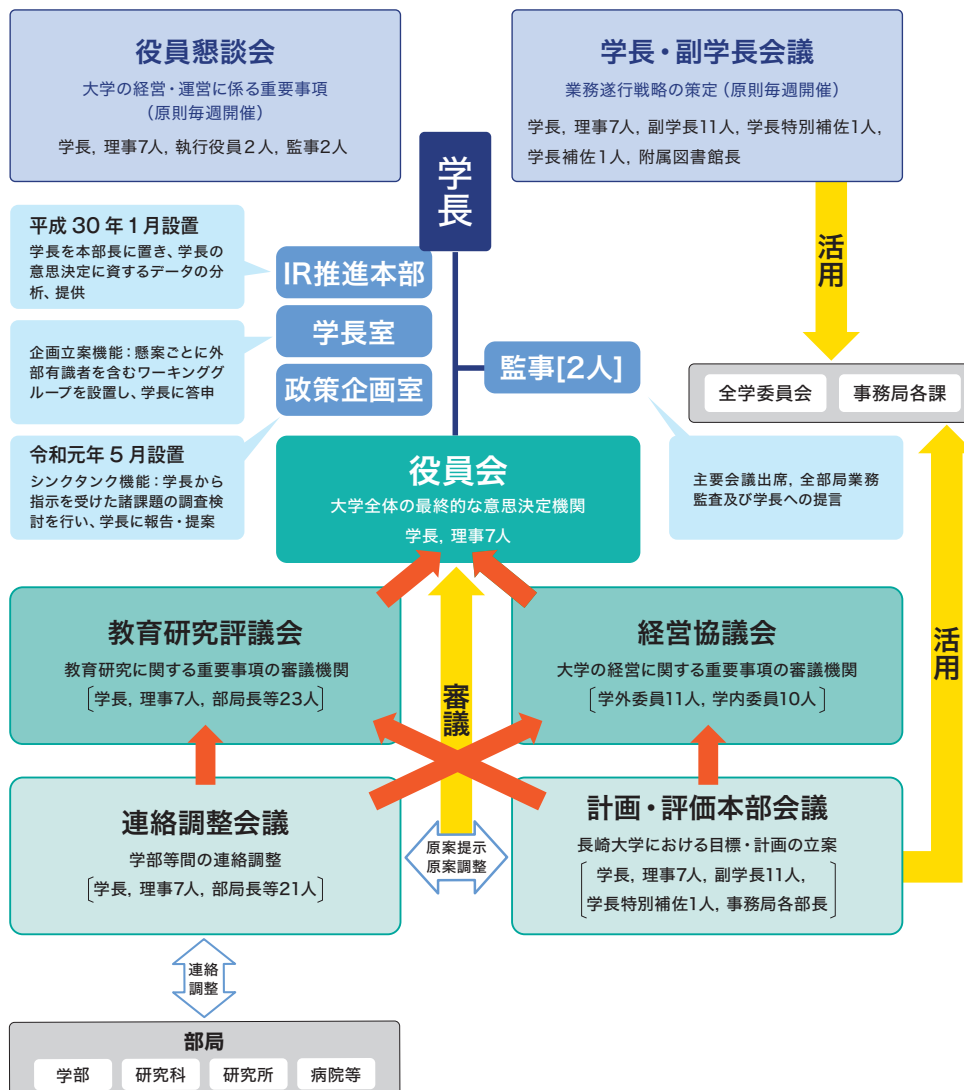 役員懇談会
大学の経営・運営に係る重要事項
(原則毎週開催)
学長, 理事7人, 執行役員2人, 監事2人
学長・副学長会議
業務遂行戦略の策定(原則毎週開催)
学長, 理事7人, 副学長11人, 学長特別補佐1人,
学長補佐1人, 附属図書館長
学長
平成30年1月設置
学長を本部長に置き、学長の
意思決定に資するデータの分
析、提供
IR推進本部
活用
企画立案機能:懸案ごとに外
部有識者を含むワーキンググ
ループを設置し、学長に答申
学長室
監事[2人]
政策企画室
全学委員会
事務局各課
令和元年5月設置
シンクタンク機能:学長から
指示を受けた諸課題の調査検
討を行い、学長に報告・提案
役員会
大学全体の最終的な意思決定機関
学長, 理事7人
主要会議出席, 全部局業務
監査及び学長への提言
教育研究評議会
教育研究に関する重要事項の審議機関
[学長, 理事7人, 部局長等23人]
審議
経営協議会
大学の経営に関する重要事項の審議機関
[学外委員11人, 学内委員10人]
活用
連絡調整会議
学部等間の連絡調整
[学長, 理事7人, 部局長等21人]
原案提示
原案調整
計画・評価本部会議
長崎大学における目標・計画の立案
[学長, 理事7人, 副学長11人,
学長特別補佐1人, 事務局各部長]
連絡
調整
部局
学部
研究科
研究所
病院等